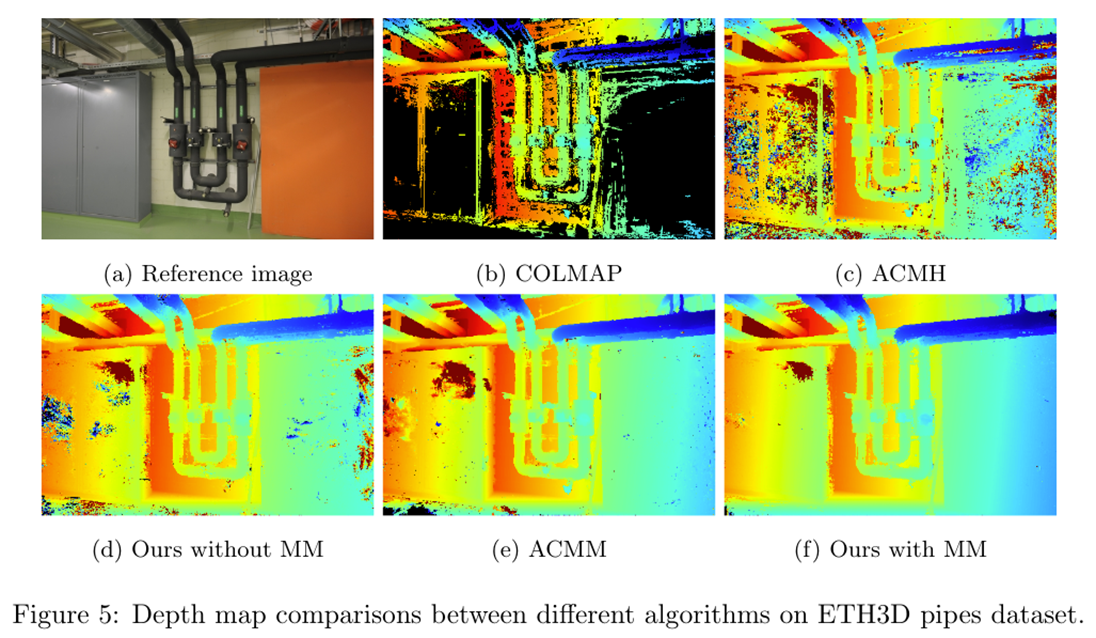 (a) Reference image
(b) COLMAP
(c) ACMH
(d) Ours without MM
(e) ACMM
(f) Ours with MM
Figure 5: Depth map comparisons between different algorithms on ETH3D pipes dataset.